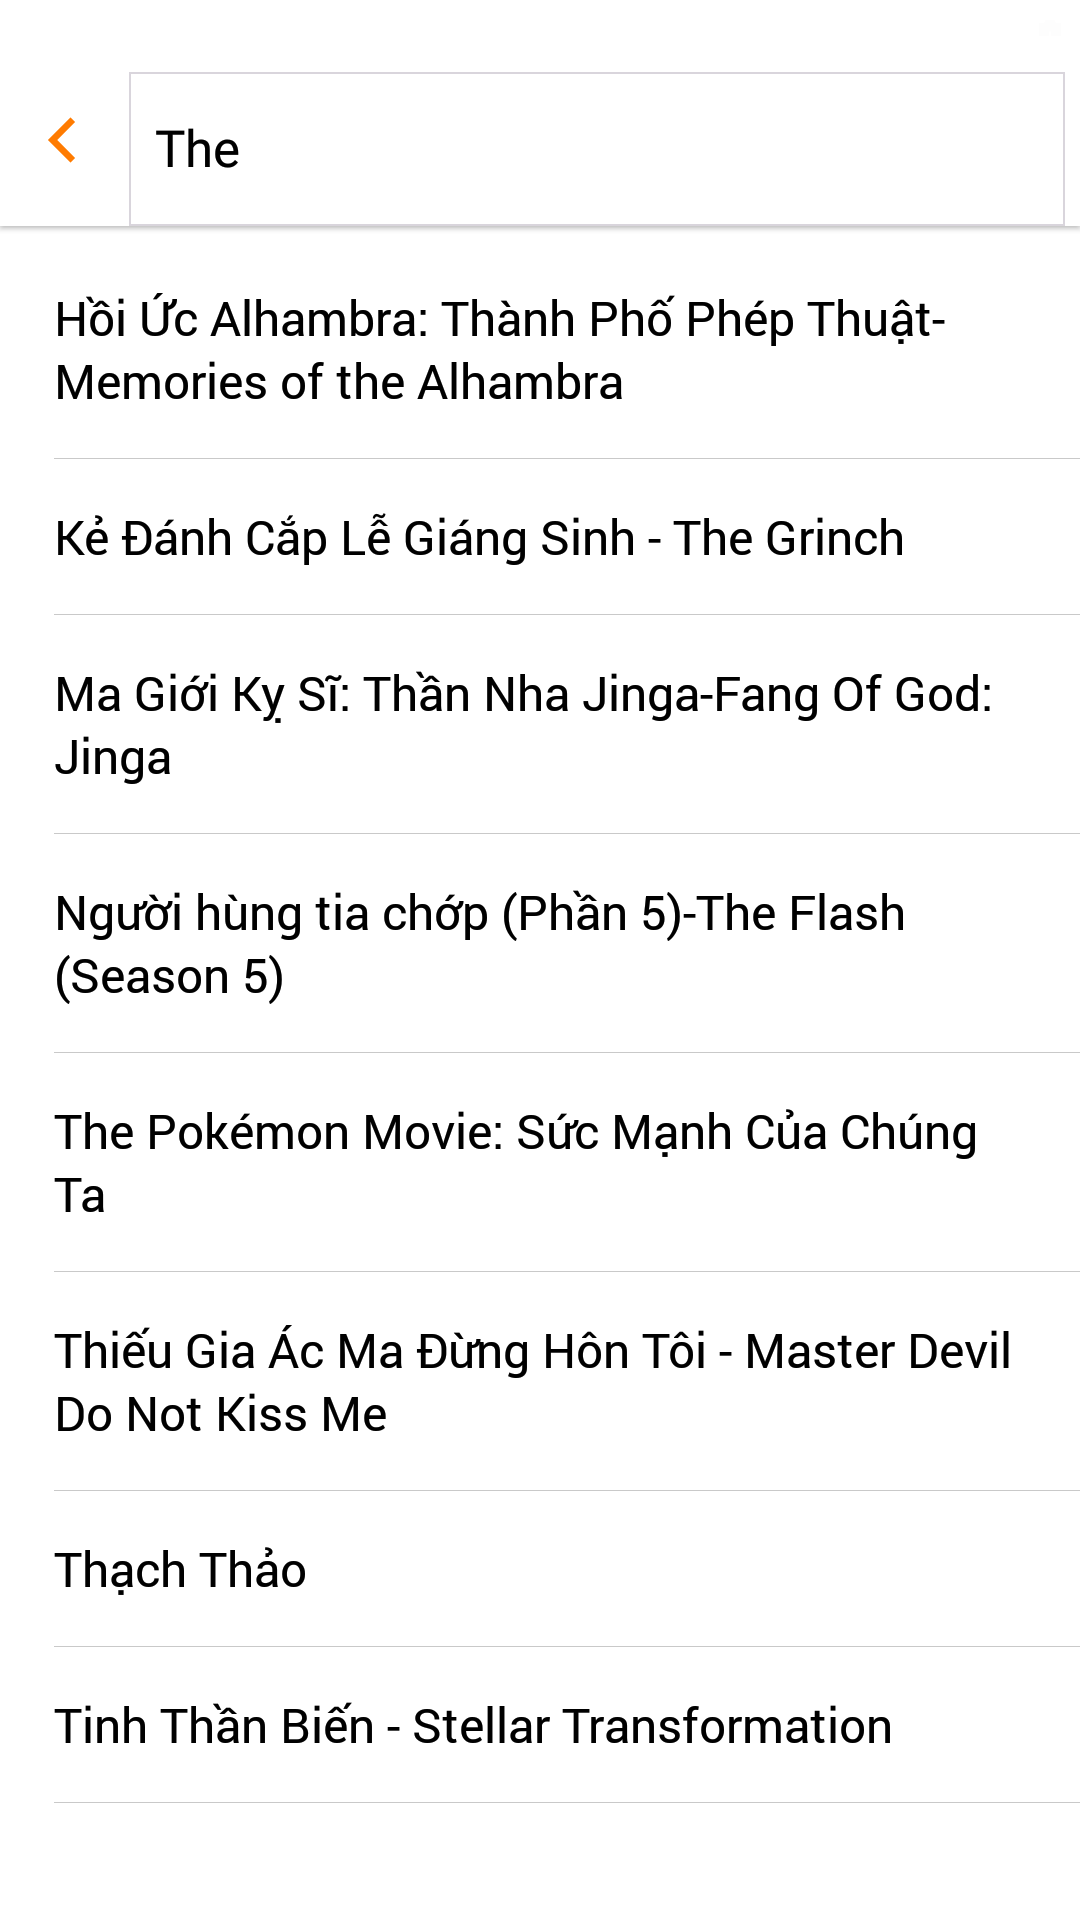 The
Hồi Ức Alhambra: Thành Phố Phép Thuật-
Memories of the Alhambra
Kẻ Đánh Cắp Lễ Giáng Sinh - The Grinch
Ma Giới Kỵ Sĩ: Thần Nha Jinga-Fang Of God:
Jinga
Người hùng tia chớp (Phần 5)-The Flash
(Season 5)
The Pokémon Movie: Sức Mạnh Của Chúng
Ta
Thiếu Gia Ác Ma Đừng Hôn Tôi - Master Devil
Do Not Kiss Me
Thạch Thảo
Tinh Thần Biến - Stellar Transformation